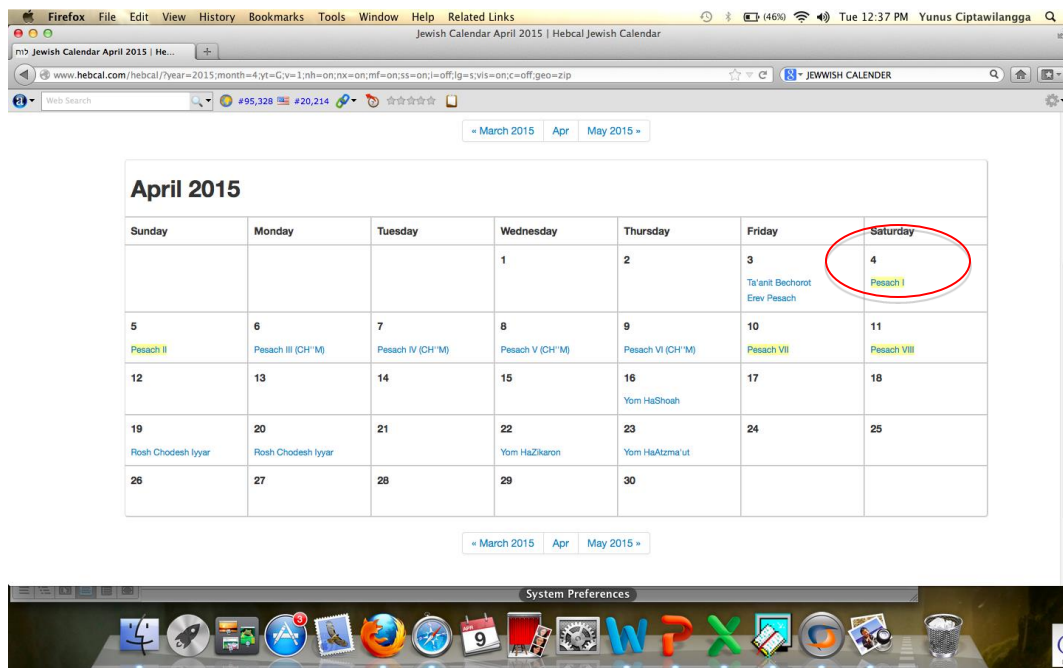 Firefox File Edit View History Bookmarks Tools Window Help Related Links (46%) Tue 12:37 PM Yunus Ciptawilangga
Jewish Calendar April 2015 | Hebcal Jewish Calendar
לוח Jewish Calendar April 2015 | He... +
www.hebcal.com/hebcal/?year=2015;month=4;yt=G;v=1;nh=on;nx=on;mf=on;ss=on;i=off;lg=s;vis=on;c=off;geo=zip JEWWISH CALENDER
Web Search #95,328 #20,214
« March 2015 Apr May 2015 »
April 2015
Sunday Monday Tuesday Wednesday Thursday Friday Saturday
1 2 3 4
Ta'anit Bechorot Pesach I
Erev Pesach
5 6 7 8 9 10 11
Pesach II Pesach III (CH''M) Pesach IV (CH''M) Pesach V (CH''M) Pesach VI (CH''M) Pesach VII Pesach VIII
12 13 14 15 16 17 18
Yom HaShoah
19 20 21 22 23 24 25
Rosh Chodesh Iyyar Rosh Chodesh Iyyar Yom HaZikaron Yom HaAtzma'ut
26 27 28 29 30
« March 2015 Apr May 2015 »
System Preferences
3
APR
9